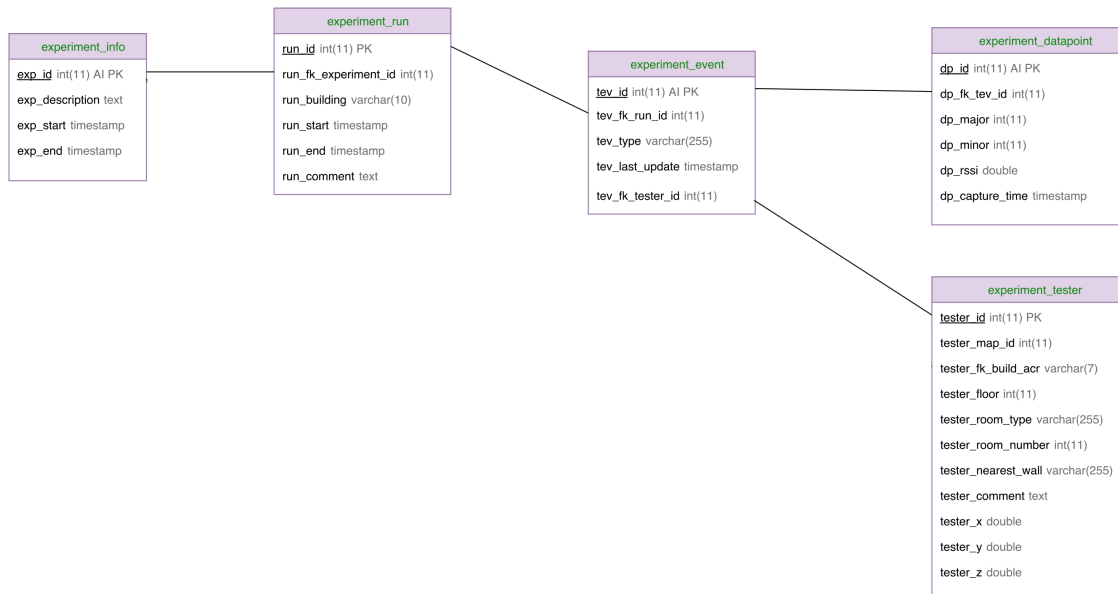 experiment_info
exp_id int(11) AI PK
exp_description text
exp_start timestamp
exp_end timestamp
experiment_run
run_id int(11) PK
run_fk_experiment_id int(11)
run_building varchar(10)
run_start timestamp
run_end timestamp
run_comment text
experiment_event
tev_id int(11) AI PK
tev_fk_run_id int(11)
tev_type varchar(255)
tev_last_update timestamp
tev_fk_tester_id int(11)
experiment_datapoint
dp_id int(11) AI PK
dp_fk_tev_id int(11)
dp_major int(11)
dp_minor int(11)
dp_rssi double
dp_capture_time timestamp
experiment_tester
tester_id int(11) PK
tester_map_id int(11)
tester_fk_build_acr varchar(7)
tester_floor int(11)
tester_room_type varchar(255)
tester_room_number int(11)
tester_nearest_wall varchar(255)
tester_comment text
tester_x double
tester_y double
tester_z double